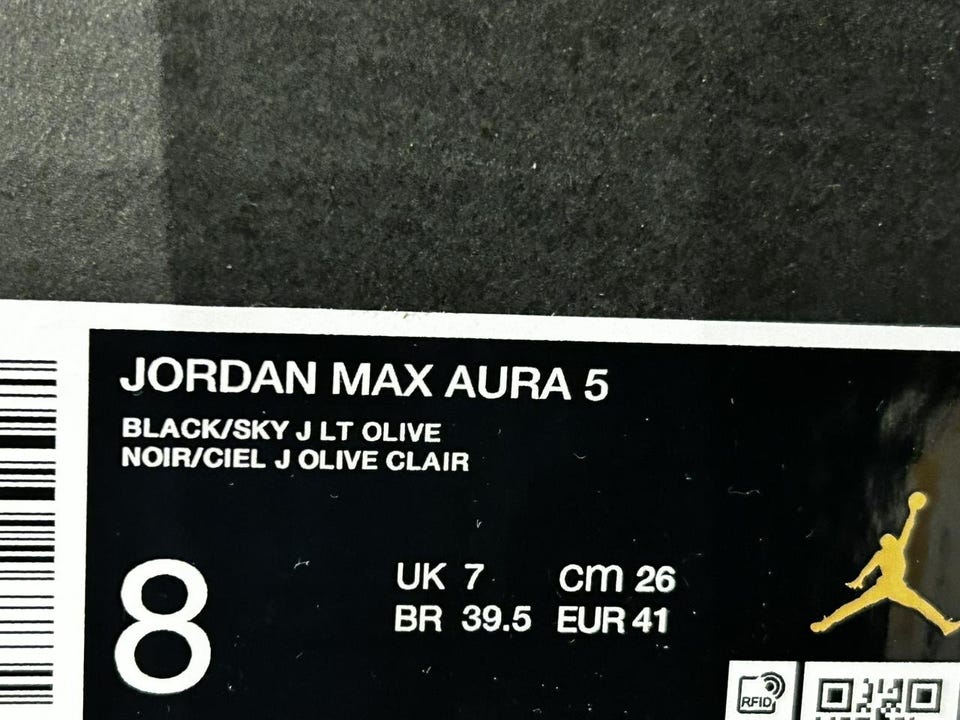 JORDAN MAX AURA 5
BLACK/SKY J LT OLIVE
NOIR/CIEL J OLIVE CLAIR
8
UK 7 cm 26
BR 39.5 EUR 41
RFID